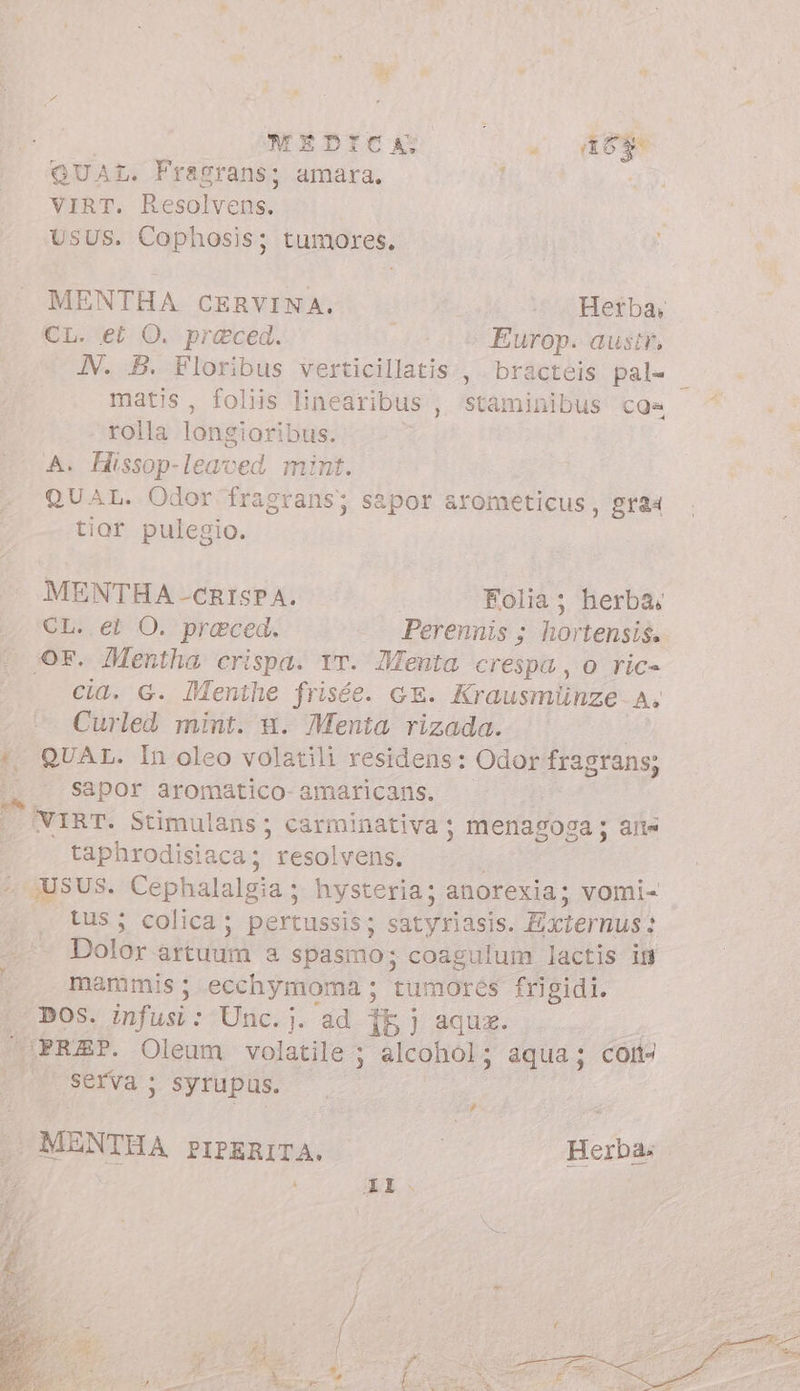 MEDICA. 163
QUAL. Fragrans; amara.
VIRT. Resolvens.
USUS. Cophosis; tumores.
MENTHA CERVINA. Herba.
CL. et O. præced. Europ. austr.
N. B. Floribus verticillatis, bracteis pal-
matis, foliis linearibus, staminibus co-
rolla longioribus.
A. Hissop-leaved mint.
QUAL. Odor fragrans; sapor arometicus, gra-
tior pulegio.
MENTHA-CRISPA. Folia; herba.
CL. et O. præced. Perennis; hortensis.
OF. Mentha crispa. IT. Menta crespa, o ric-
cia. G. Menthe frisée. GE. Krausmünze A.
Curled mint. H. Menta rizada.
QUAL. In oleo volatili residens: Odor fragrans;
sapor aromatico-amaricans.
VIRT. Stimulans; carminativa; menagoga; an-
taphrodisiaca; resolvens.
USUS. Cephalalgia; hysteria; anorexia; vomi-
tus; colica; pertussis; satyriasis. Externus:
Dolor artuum a spasmo; coagulum lactis in
mammis; ecchymoma; tumores frigidi.
DOS. infusi: Unc. j. ad ℔ j aquæ.
PRÆP. Oleum volatile; alcohol; aqua; con-
serva; syrupus.
MENTHA PIPERITA. Herba.
II